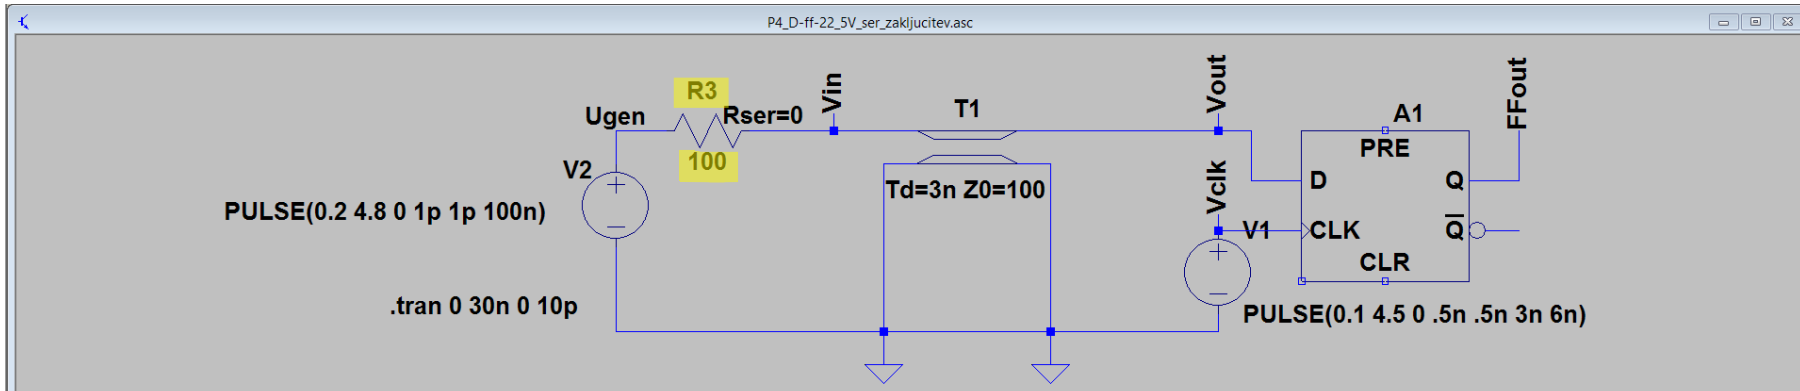 P4_D-ff-22_5V_ser_zakljucitev.asc
R3
Ugen
Rser=0
Vin
T1
Vout
A1
FFout
100
V2
PRE
Td=3n Z0=100
Vclk
D
Q
PULSE(0.2 4.8 0 1p 1p 100n)
V1
CLK
Q
CLR
.tran 0 30n 0 10p
PULSE(0.1 4.5 0 .5n .5n 3n 6n)